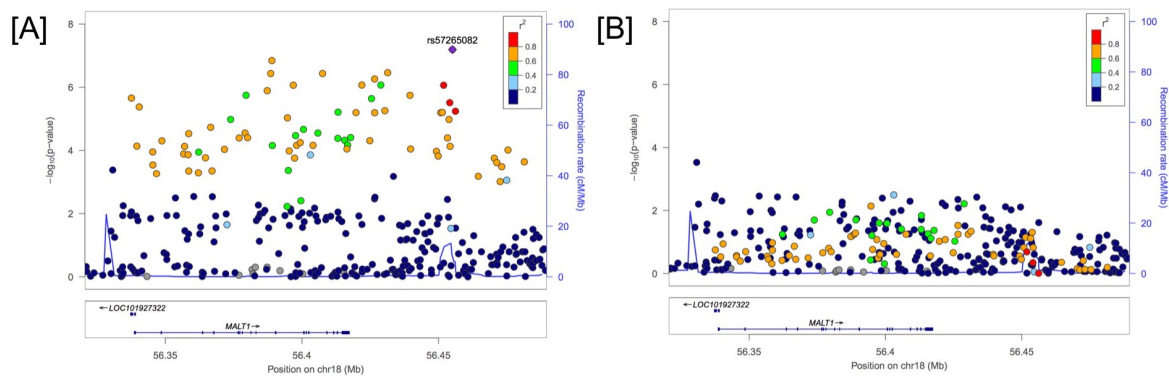 [A]
8
6
4
2
0
−log10(p-value)
rs57265082
r2
0.8
0.6
0.4
0.2
100
80
60
40
20
0
Recombination rate (cM/Mb)
←LOC101927322
MALT1→
56.35
56.4
56.45
Position on chr18 (Mb)
[B]
8
6
4
2
0
−log10(p-value)
r2
0.8
0.6
0.4
0.2
100
80
60
40
20
0
Recombination rate (cM/Mb)
←LOC101927322
MALT1→
56.35
56.4
56.45
Position on chr18 (Mb)